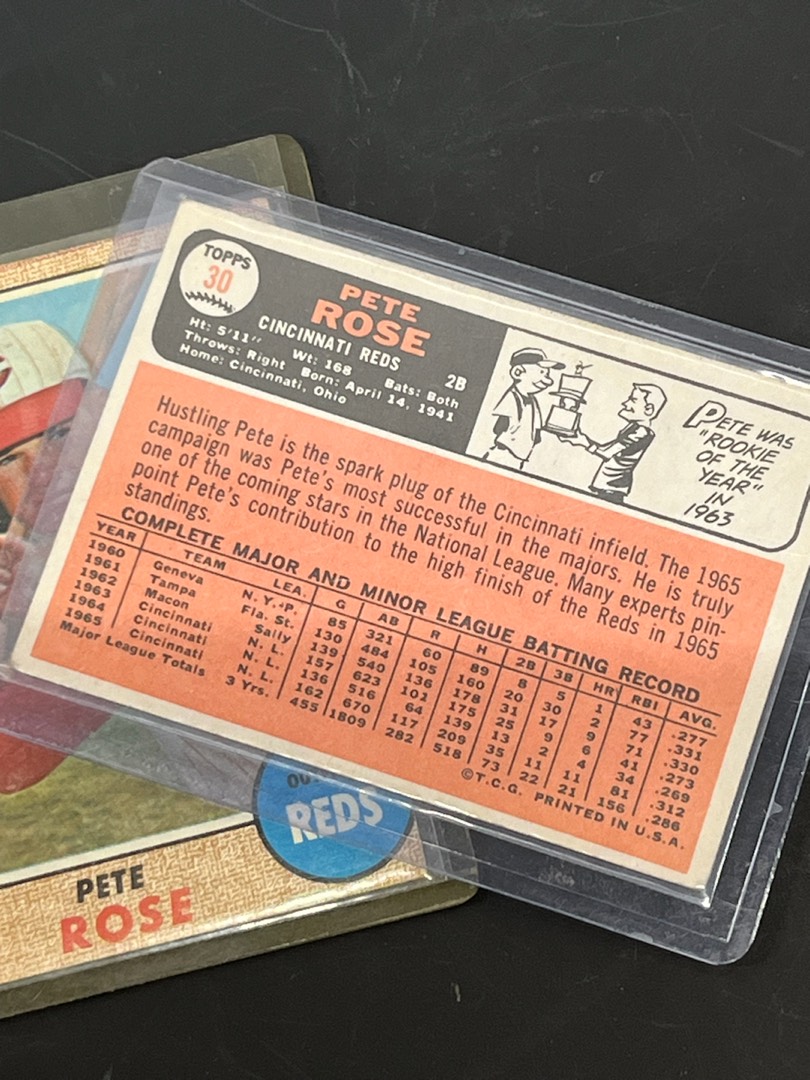 TOPPS
30
PETE
ROSE
CINCINNATI REDS 2B
Ht: 5'11" Wt: 168 Bats: Both
Throws: Right Born: April 14, 1941
Home: Cincinnati, Ohio
PETE WAS
"ROOKIE
OF THE
YEAR"
IN
1963
Hustling Pete is the spark plug of the Cincinnati infield. The 1965
campaign was Pete's most successful in the majors. He is truly
one of the coming stars in the National League. Many experts pin-
point Pete's contribution to the high finish of the Reds in 1965
standings.
COMPLETE MAJOR AND MINOR LEAGUE BATTING RECORD
YEAR TEAM LEA. G AB R H 2B 3B HR RBI AVG.
1960 Geneva N.Y.-P. 85 321 60 89 8 5 1 43 .277
1961 Tampa Fla. St. 130 484 105 160 20 30 2 77 .331
1962 Macon Sally 139 540 136 178 31 17 9 71 .330
1963 Cincinnati N. L. 157 623 101 175 25 9 6 41 .273
1964 Cincinnati N. L. 136 516 64 139 13 2 4 34 .269
1965 Cincinnati N. L. 162 670 117 209 35 11 11 81 .312
Major League Totals 3 Yrs. 455 1809 282 518 73 22 21 156 .286
©T.C.G. PRINTED IN U.S.A.
REDS
PETE
ROSE